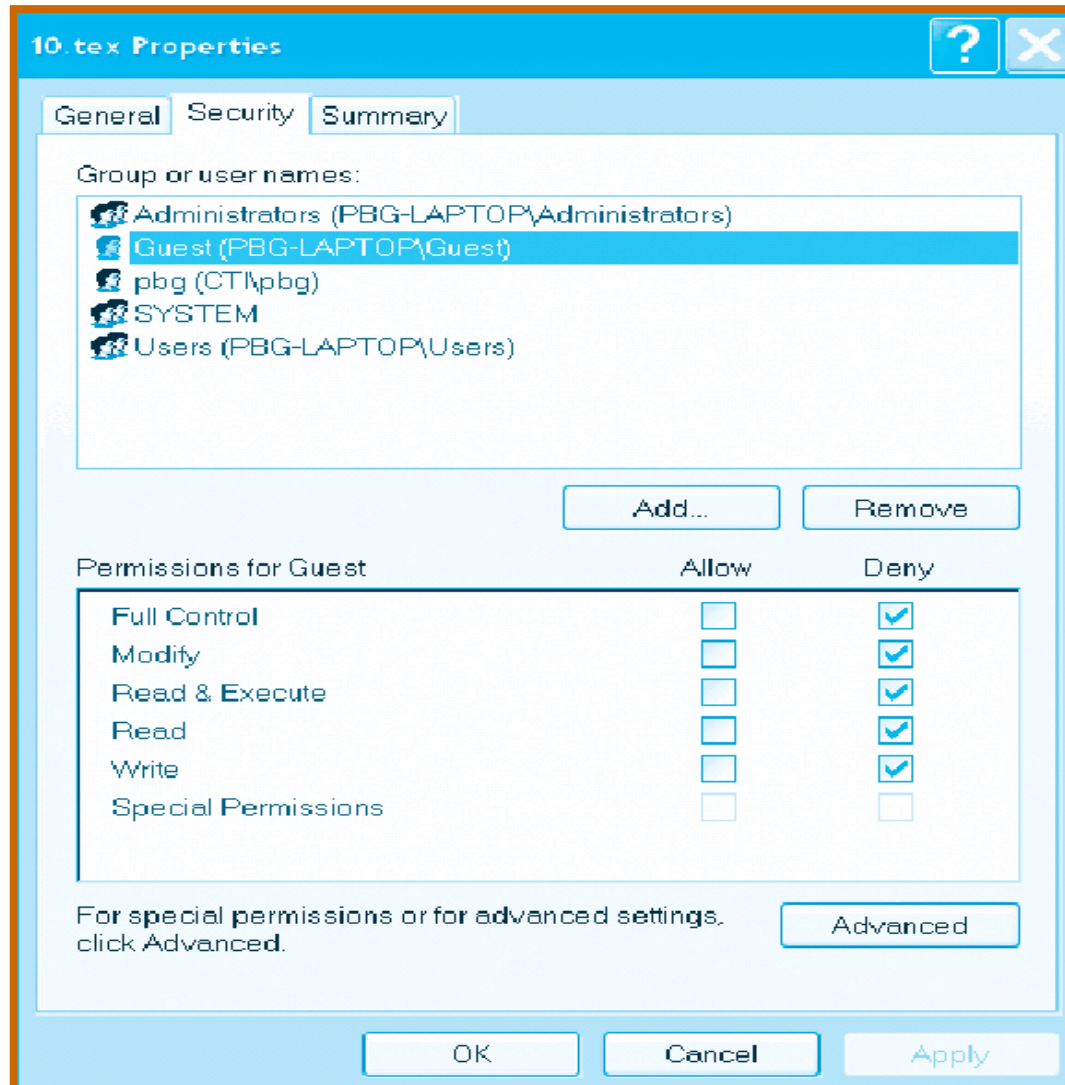 10.tex Properties
?
General Security Summary
Group or user names:
Administrators (PBG-LAPTOP\Administrators)
Guest (PBG-LAPTOP\Guest)
pbg (CTI\pbg)
SYSTEM
Users (PBG-LAPTOP\Users)
Add... Remove
Permissions for Guest Allow Deny
Full Control
Modify
Read & Execute
Read
Write
Special Permissions
For special permissions or for advanced settings,
click Advanced.
Advanced
OK Cancel Apply